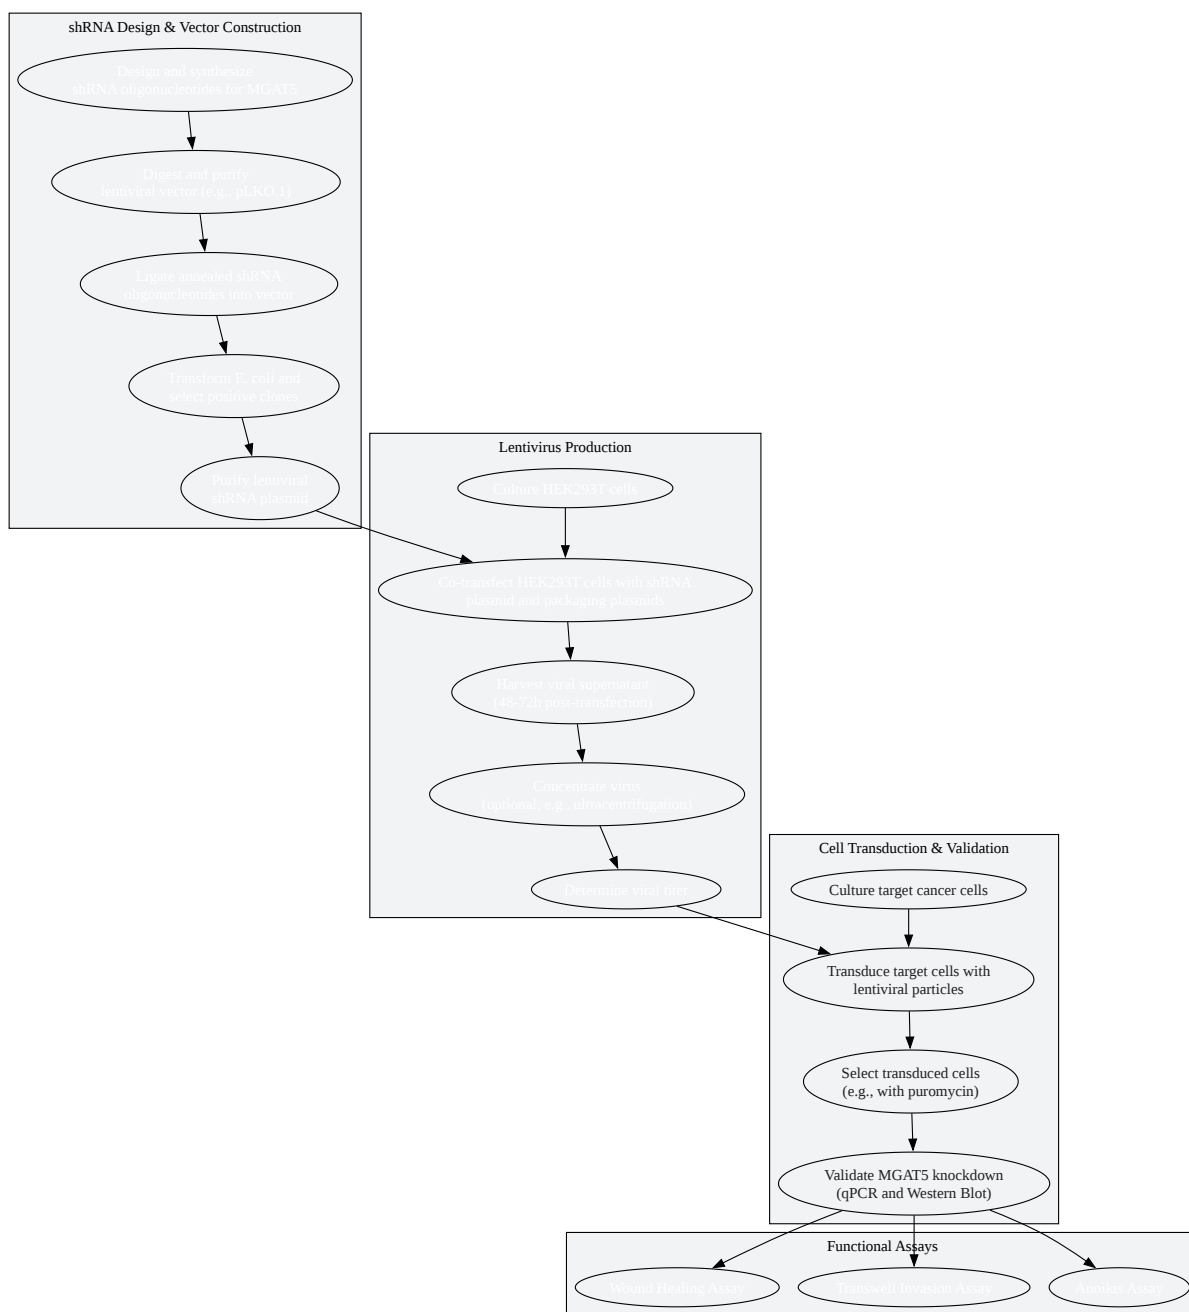 shRNA Design & Vector Construction
Design and synthesize
shRNA oligonucleotides for MGAT5
Digest and purify
lentiviral vector (e.g., pLKO.1)
Ligate annealed shRNA
oligonucleotides into vector
Transform E. coli and
select positive clones
Purify lentiviral
shRNA plasmid
Lentivirus Production
Culture HEK293T cells
Co-transfect HEK293T cells with shRNA
plasmid and packaging plasmids
Harvest viral supernatant
(48-72h post-transfection)
Concentrate virus
(optional, e.g., ultracentrifugation)
Determine viral titer
Cell Transduction & Validation
Culture target cancer cells
Transduce target cells with
lentiviral particles
Select transduced cells
(e.g., with puromycin)
Validate MGAT5 knockdown
(qPCR and Western Blot)
Functional Assays
Wound Healing Assay
Transwell Invasion Assay
Anoikis Assay